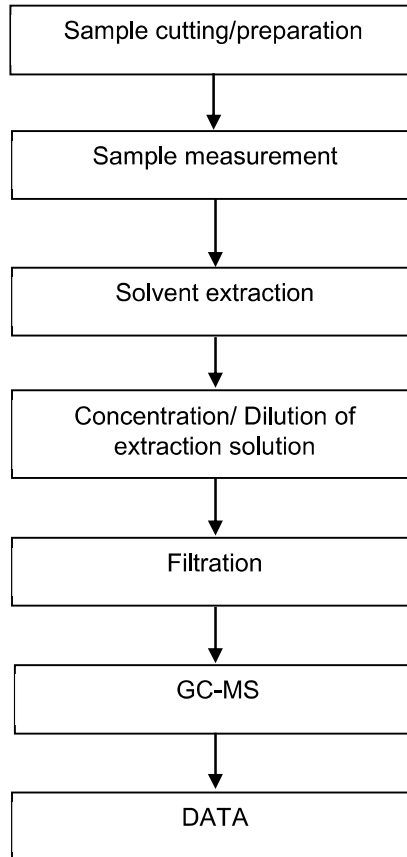 Sample cutting/preparation
Sample measurement
Solvent extraction
Concentration/ Dilution of
extraction solution
Filtration
GC-MS
DATA